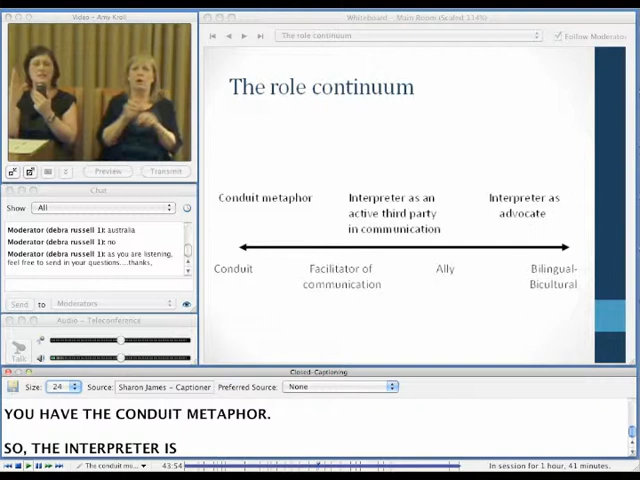 Video - Amy Kroll
Whiteboard - Main Room (Scaled 134%)
The role continuum
Follow Moderator
Preview
Transmit
The role continuum
Chat
Show
All
Moderator (debra russell 1): australia
Moderator (debra russell 1): no
Moderator (debra russell 1): as you are listening,
feel free to send in your questions....thanks,
Send
to
Moderators
Audio - Teleconference
Talk
Conduit metaphor
Interpreter as an
active third party
in communication
Interpreter as
advocate
Conduit
Facilitator of
communication
Ally
Bilingual-
Bicultural
Closed-Captioning
Size: 24 Source: Sharon James - Captioner Preferred Source: None
YOU HAVE THE CONDUIT METAPHOR.
SO, THE INTERPRETER IS
The conduit me...
43:54
In session for 1 hour, 41 minutes.